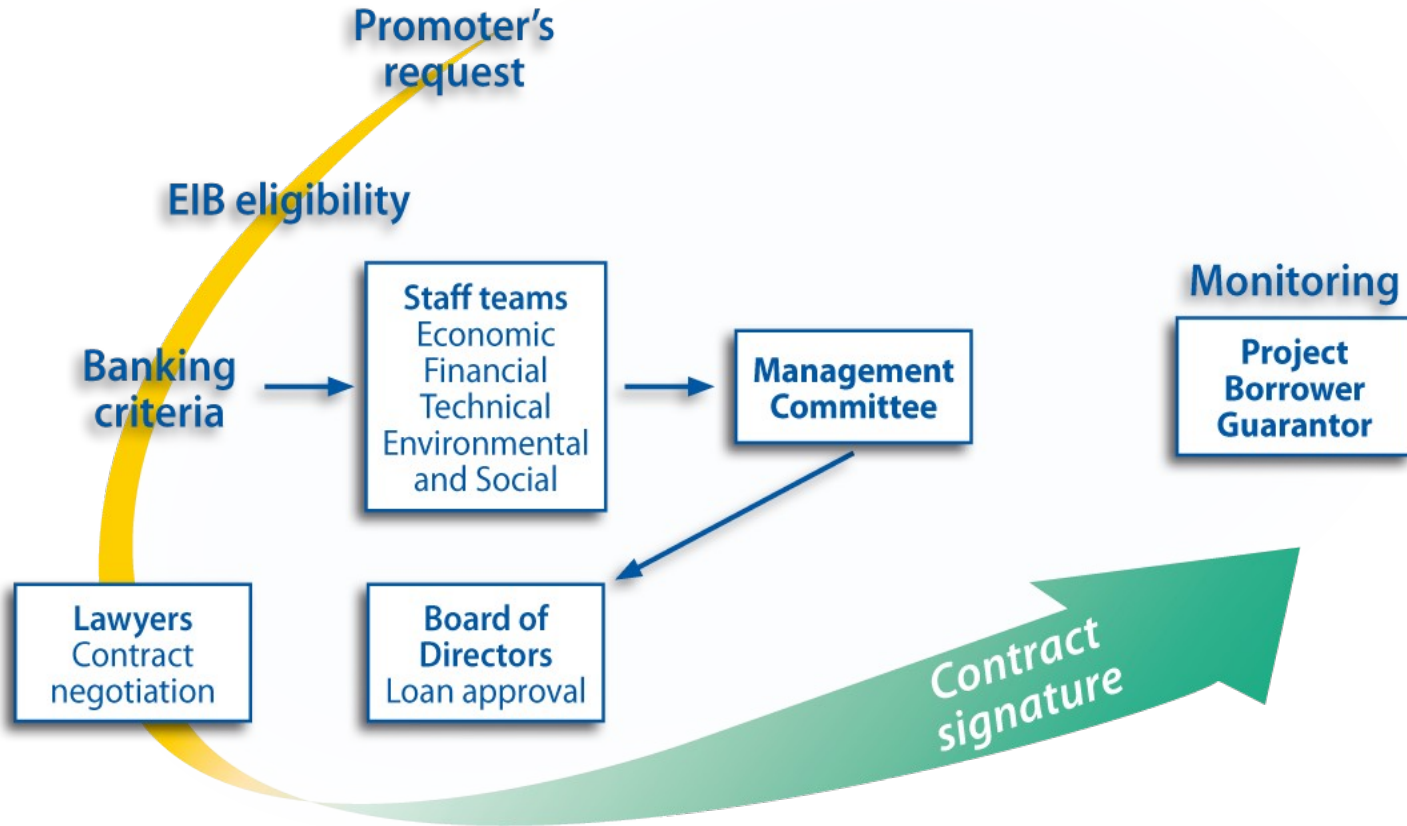 Promoter's
request
EIB eligibility
Banking
criteria
Staff teams
Economic
Financial
Technical
Environmental
and Social
Management
Committee
Monitoring
Project
Borrower
Guarantor
Lawyers
Contract
negotiation
Board of
Directors
Loan approval
Contract
signature